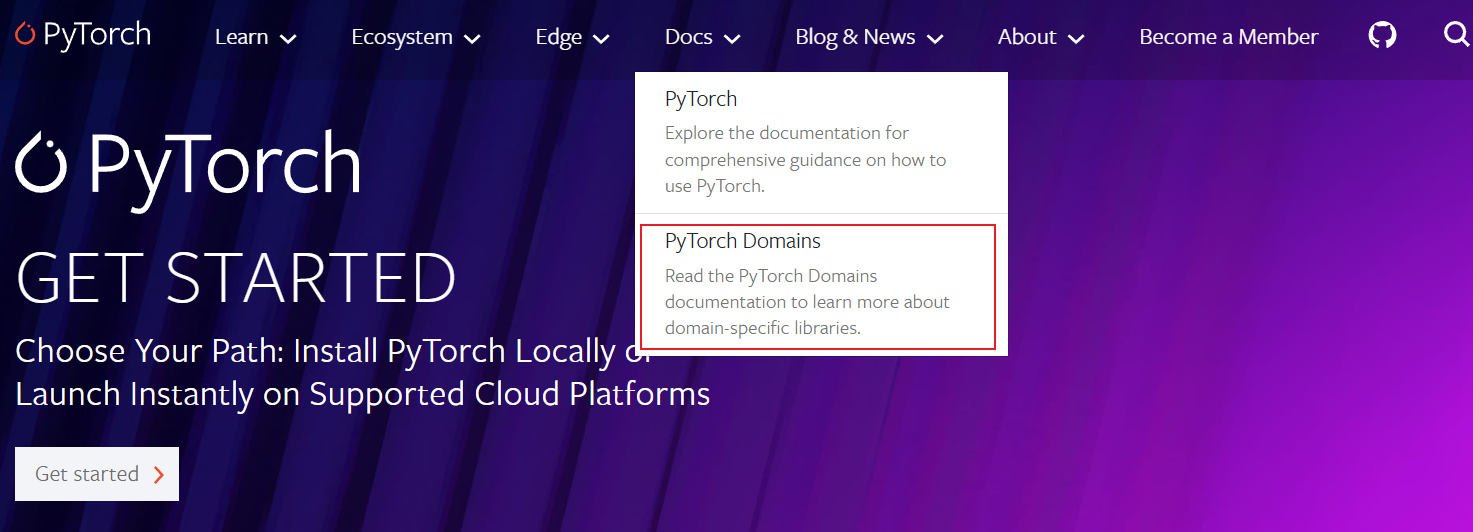 PyTorch
Learn
Ecosystem
Edge
Docs
Blog & News
About
Become a Member
PyTorch
Explore the documentation for
comprehensive guidance on how to
use PyTorch.
PyTorch Domains
Read the PyTorch Domains
documentation to learn more about
domain-specific libraries.
PyTorch
GET STARTED
Choose Your Path: Install PyTorch Locally or
Launch Instantly on Supported Cloud Platforms
Get started